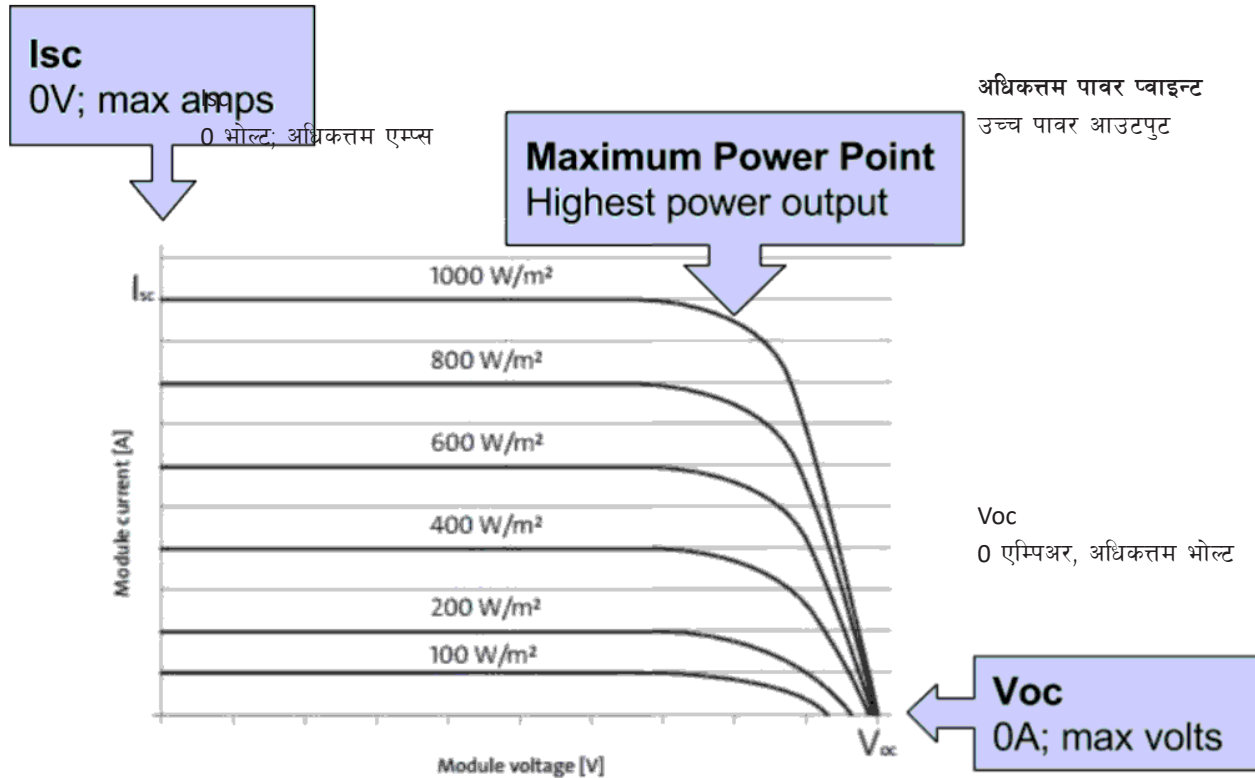 Isc
0V; max amps
Isc
0 भोल्ट; अधिकत्तम एम्प्स
अधिकत्तम पावर प्वाइन्ट
उच्च पावर आउटपुट
Maximum Power Point
Highest power output
Isc
1000 W/m²
800 W/m²
600 W/m²
400 W/m²
200 W/m²
100 W/m²
Module current [A]
Voc
0 एम्पिअर, अधिकत्तम भोल्ट
Voc
0A; max volts
Voc
Module voltage [V]